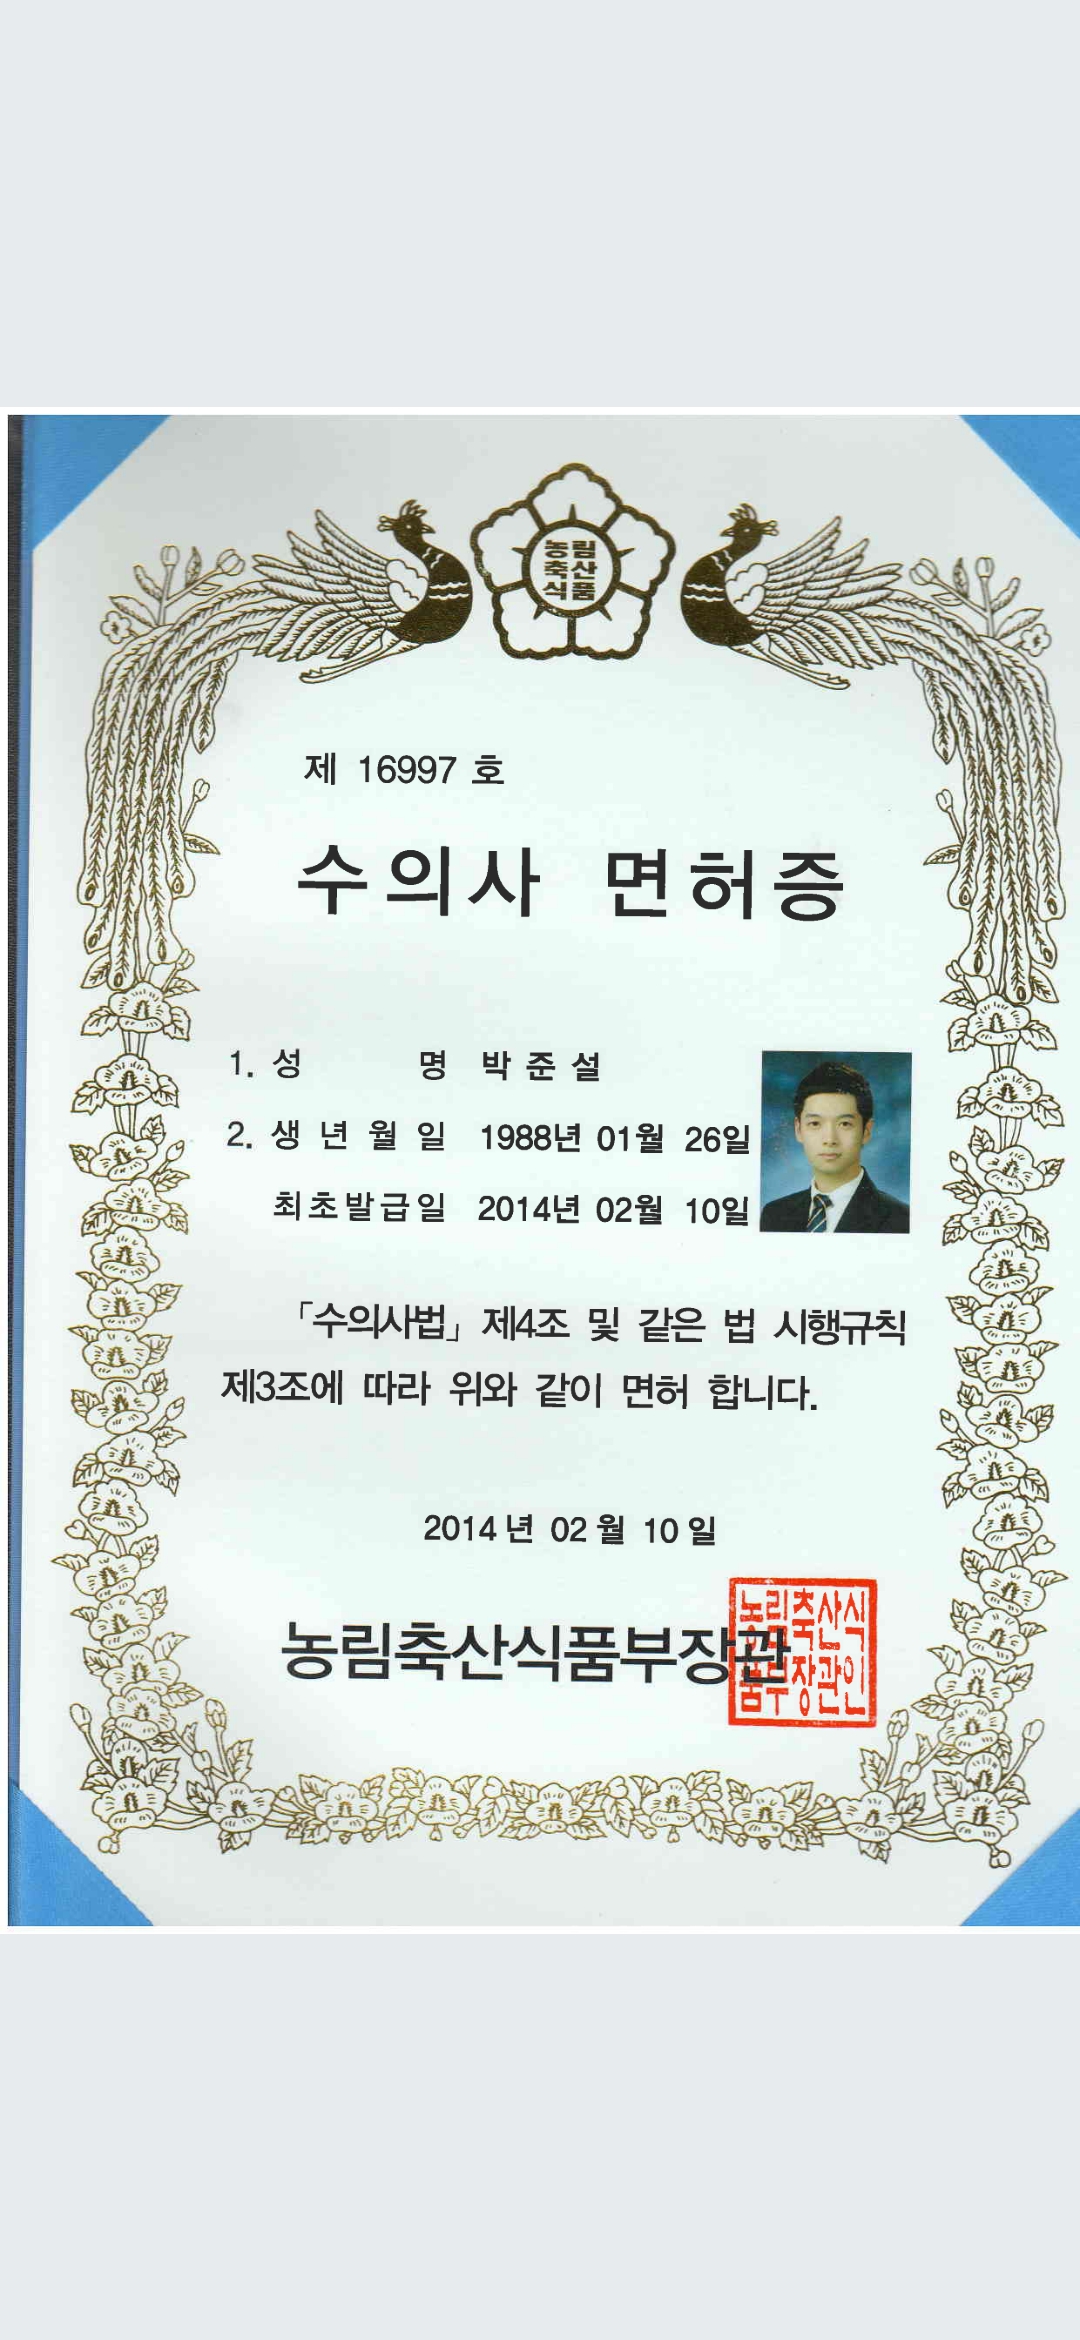 농림
축산
식품
제 16997 호
수의사 면허증
1. 성 명 박 준 설
2. 생 년 월 일 1988년 01월 26일
최초발급일 2014년 02월 10일
「수의사법」 제4조 및 같은 법 시행규칙
제3조에 따라 위와 같이 면허 합니다.
2014 년 02 월 10 일
농림축산식품부장관
농림축산식
품부장관인